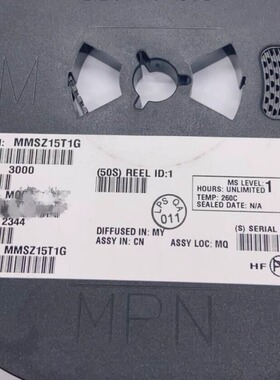 M
N: MMSZ15T1G
3000
(50S) REEL ID:1
MS LEVEL: 1
HOURS: UNLIMITED
TEMP: 260C
SEALED DATE: N/A
LPS QA
011
2344
MMSZ15T1G
DIFFUSED IN: MY
ASSY IN: CN
ASSY LOC: MQ
(S) SERIAL
HF
MPN